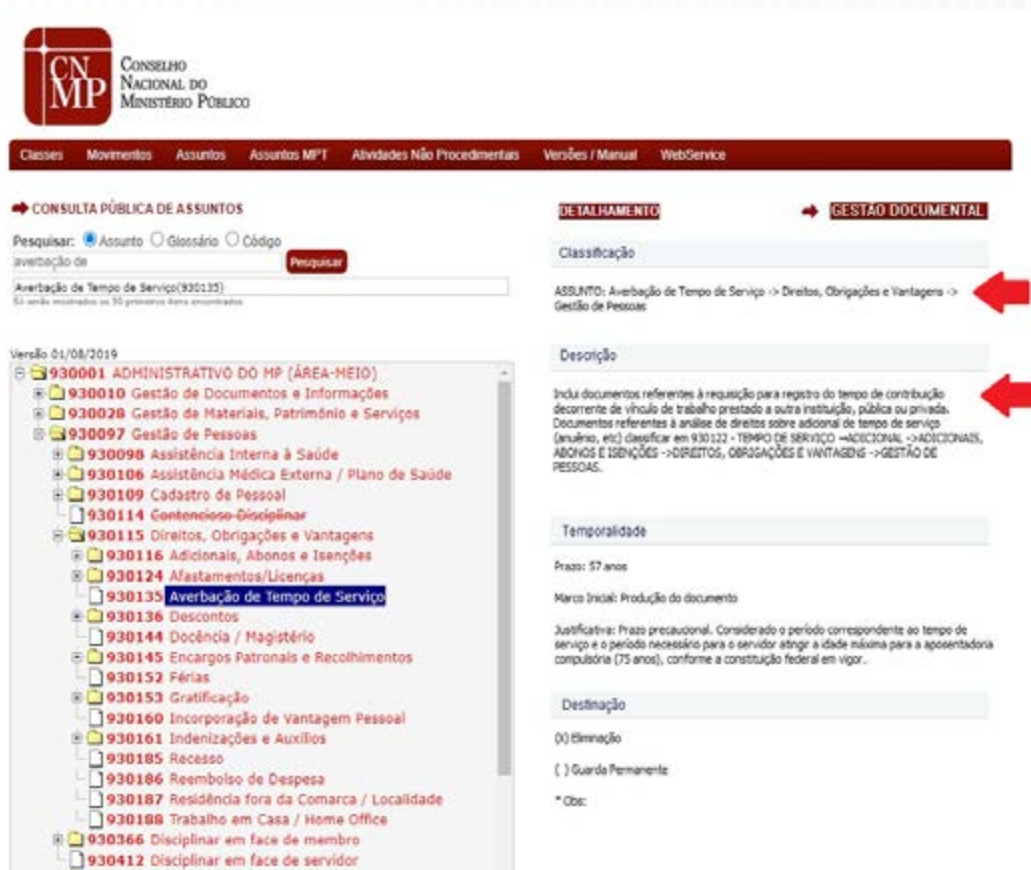 CNMP
CONSELHO
NACIONAL DO
MINISTÉRIO PÚBLICO
Classes Movimentos Assuntos Assuntos MPT Atividades Não Procedimentais Versões / Manual WebService
CONSULTA PÚBLICA DE ASSUNTOS
Pesquisar: Assunto Glossário Código
averbação de Pesquisar
Averbação de Tempo de Serviço(930135)
Só serão mostrados os 50 primeiros itens encontrados
Versão 01/08/2019
930001 ADMINISTRATIVO DO MP (ÁREA-MEIO)
930010 Gestão de Documentos e Informações
930028 Gestão de Materiais, Patrimônio e Serviços
930097 Gestão de Pessoas
930098 Assistência Interna à Saúde
930106 Assistência Médica Externa / Plano de Saúde
930109 Cadastro de Pessoal
930114 Contencioso Disciplinar
930115 Direitos, Obrigações e Vantagens
930116 Adicionais, Abonos e Isenções
930124 Afastamentos/Licenças
930135 Averbação de Tempo de Serviço
930136 Descontos
930144 Docência / Magistério
930145 Encargos Patronais e Recolhimentos
930152 Férias
930153 Gratificação
930160 Incorporação de Vantagem Pessoal
930161 Indenizações e Auxílios
930185 Recesso
930186 Reembolso de Despesa
930187 Residência fora da Comarca / Localidade
930188 Trabalho em Casa / Home Office
930366 Disciplinar em face de membro
930412 Disciplinar em face de servidor
DETALHAMENTO GESTÃO DOCUMENTAL
Classificação
ASSUNTO: Averbação de Tempo de Serviço -> Direitos, Obrigações e Vantagens ->
Gestão de Pessoas
Descrição
Inclui documentos referentes à requisição para registro do tempo de contribuição
decorrente de vínculo de trabalho prestado a outra instituição, pública ou privada.
Documentos referentes à análise de direitos sobre adicional de tempo de serviço
(anuênio, etc) classificar em 930122 - TEMPO DE SERVIÇO ->ADICIONAL ->ADICIONAIS,
ABONOS E ISENÇÕES ->DIREITOS, OBRIGAÇÕES E VANTAGENS ->GESTÃO DE
PESSOAS.
Temporalidade
Prazo: 57 anos
Marco Inicial: Produção do documento
Justificativa: Prazo precaucional. Considerado o período correspondente ao tempo de
serviço e o período necessário para o servidor atingir a idade máxima para a aposentadoria
compulsória (75 anos), conforme a constituição federal em vigor.
Destinação
(X) Eliminação
( ) Guarda Permanente
* Obs: